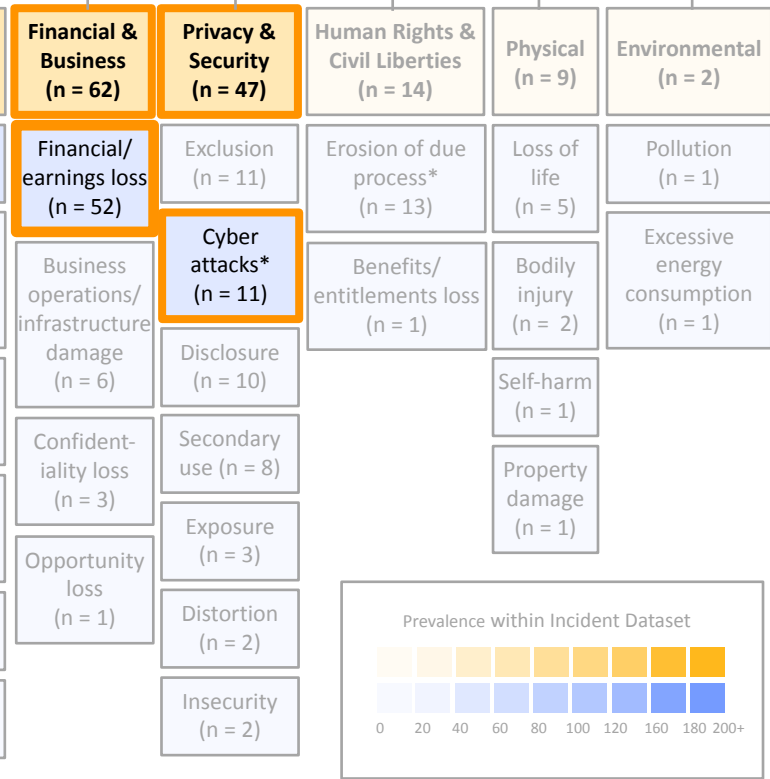 Financial &
Business
(n = 62)
Financial/
earnings loss
(n = 52)
Business
operations/
infrastructure
damage
(n = 6)
Confident-
iality loss
(n = 3)
Opportunity
loss
(n = 1)
Privacy &
Security
(n = 47)
Exclusion
(n = 11)
Cyber
attacks*
(n = 11)
Disclosure
(n = 10)
Secondary
use (n = 8)
Exposure
(n = 3)
Distortion
(n = 2)
Insecurity
(n = 2)
Human Rights &
Civil Liberties
(n = 14)
Erosion of due
process*
(n = 13)
Benefits/
entitlements loss
(n = 1)
Physical
(n = 9)
Loss of
life
(n = 5)
Bodily
injury
(n = 2)
Self-harm
(n = 1)
Property
damage
(n = 1)
Environmental
(n = 2)
Pollution
(n = 1)
Excessive
energy
consumption
(n = 1)
Prevalence within Incident Dataset
0 20 40 60 80 100 120 160 180 200+